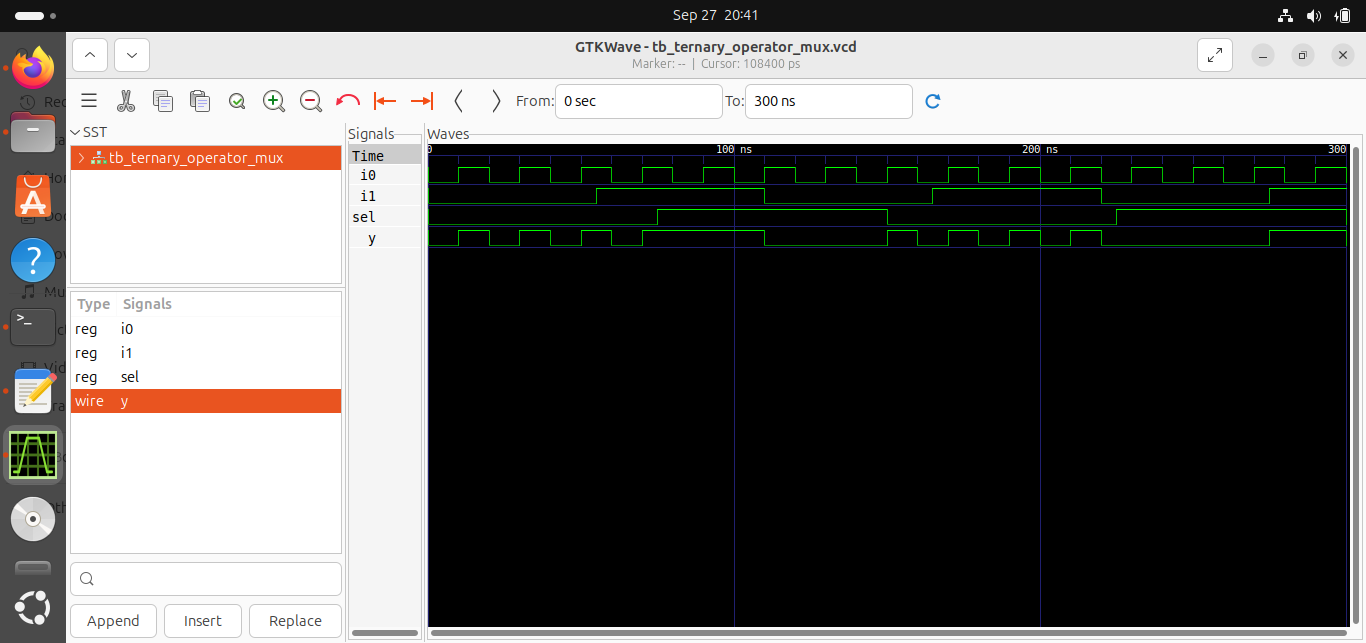 Sep 27 20:41
GTKWave - tb_ternary_operator_mux.vcd
Marker: -- | Cursor: 108400 ps
From: 0 sec To: 300 ns
SST
tb_ternary_operator_mux
Type Signals
reg i0
reg i1
reg sel
wire y
Append Insert Replace
Signals
Time
i0
i1
sel
y
Waves
0 100 ns 200 ns 300